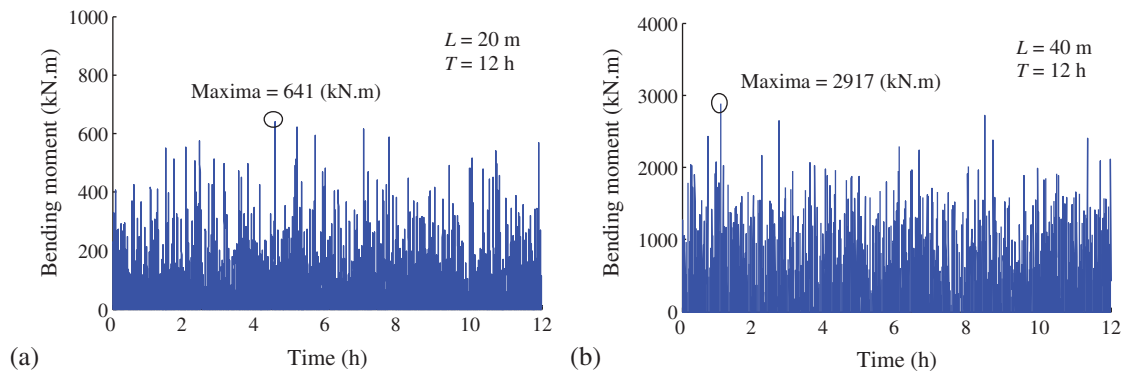 1000
800
600
400
200
0
Bending moment (kN.m)
L = 20 m
T = 12 h
Maxima = 641 (kN.m)
0 2 4 6 8 10 12
Time (h)
(a)
4000
3000
2000
1000
0
Bending moment (kN.m)
L = 40 m
T = 12 h
Maxima = 2917 (kN.m)
0 2 4 6 8 10 12
Time (h)
(b)